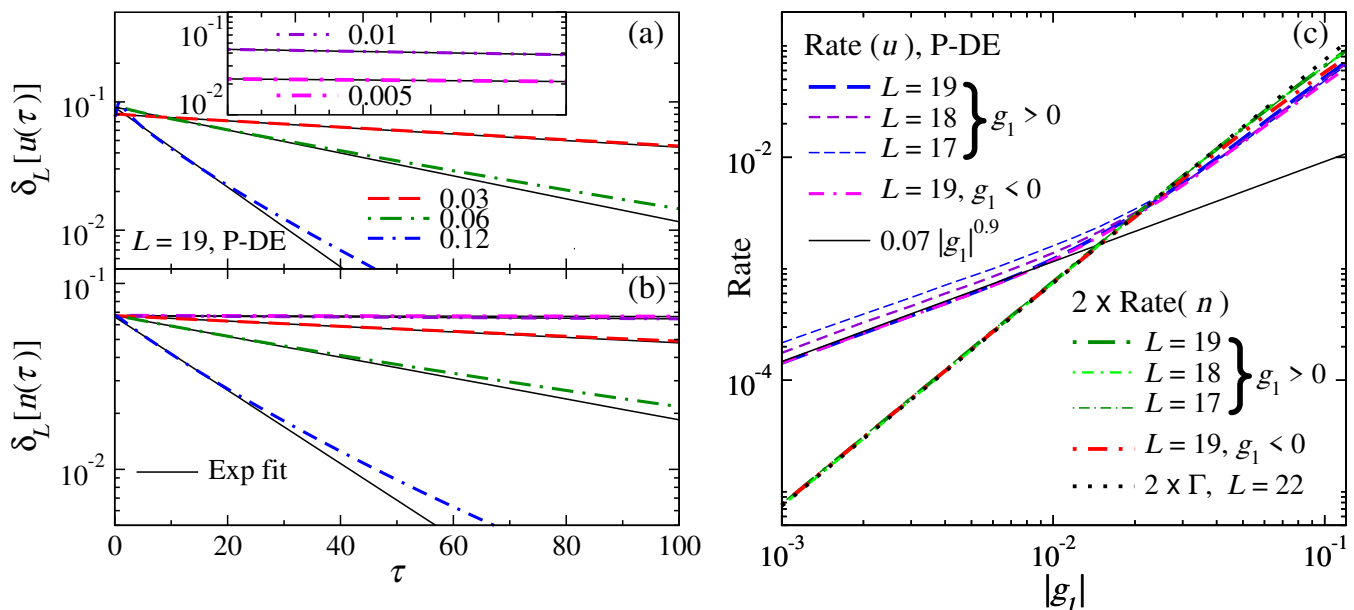 (a)
10^-1
0.01
0.005
10^-2
10^-1
10^-2
δ_L [u(τ)]
0.03
0.06
0.12
L = 19, P-DE
(b)
10^-1
10^-2
δ_L [n(τ)]
Exp fit
0 20 40 60 80 100
τ
(c)
Rate (u), P-DE
L = 19
L = 18
L = 17
g_1 > 0
L = 19, g_1 < 0
0.07 |g_1|^0.9
10^-2
10^-4
Rate
2 x Rate( n )
L = 19
L = 18
L = 17
g_1 > 0
L = 19, g_1 < 0
2 x Γ, L = 22
10^-3 10^-2 10^-1
|g_1|